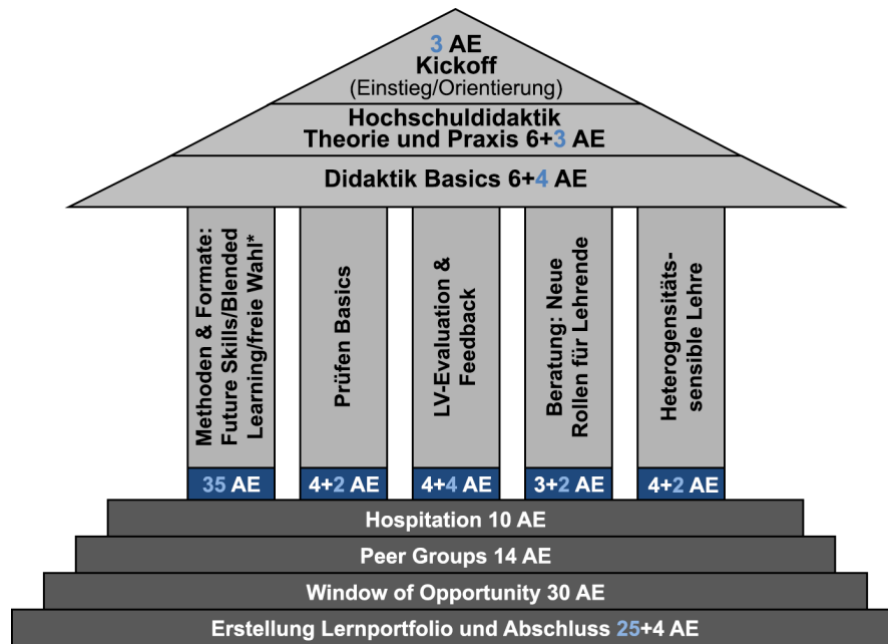 3 AE
Kickoff
(Einstieg/Orientierung)
Hochschuldidaktik
Theorie und Praxis 6+3 AE
Didaktik Basics 6+4 AE
Methoden & Formate:
Future Skills/Blended
Learning/freie Wahl*
Prüfen Basics
LV-Evaluation &
Feedback
Beratung: Neue
Rollen für Lehrende
Heterogensitäts-
sensible Lehre
35 AE
4+2 AE
4+4 AE
3+2 AE
4+2 AE
Hospitation 10 AE
Peer Groups 14 AE
Window of Opportunity 30 AE
Erstellung Lernportfolio und Abschluss 25+4 AE